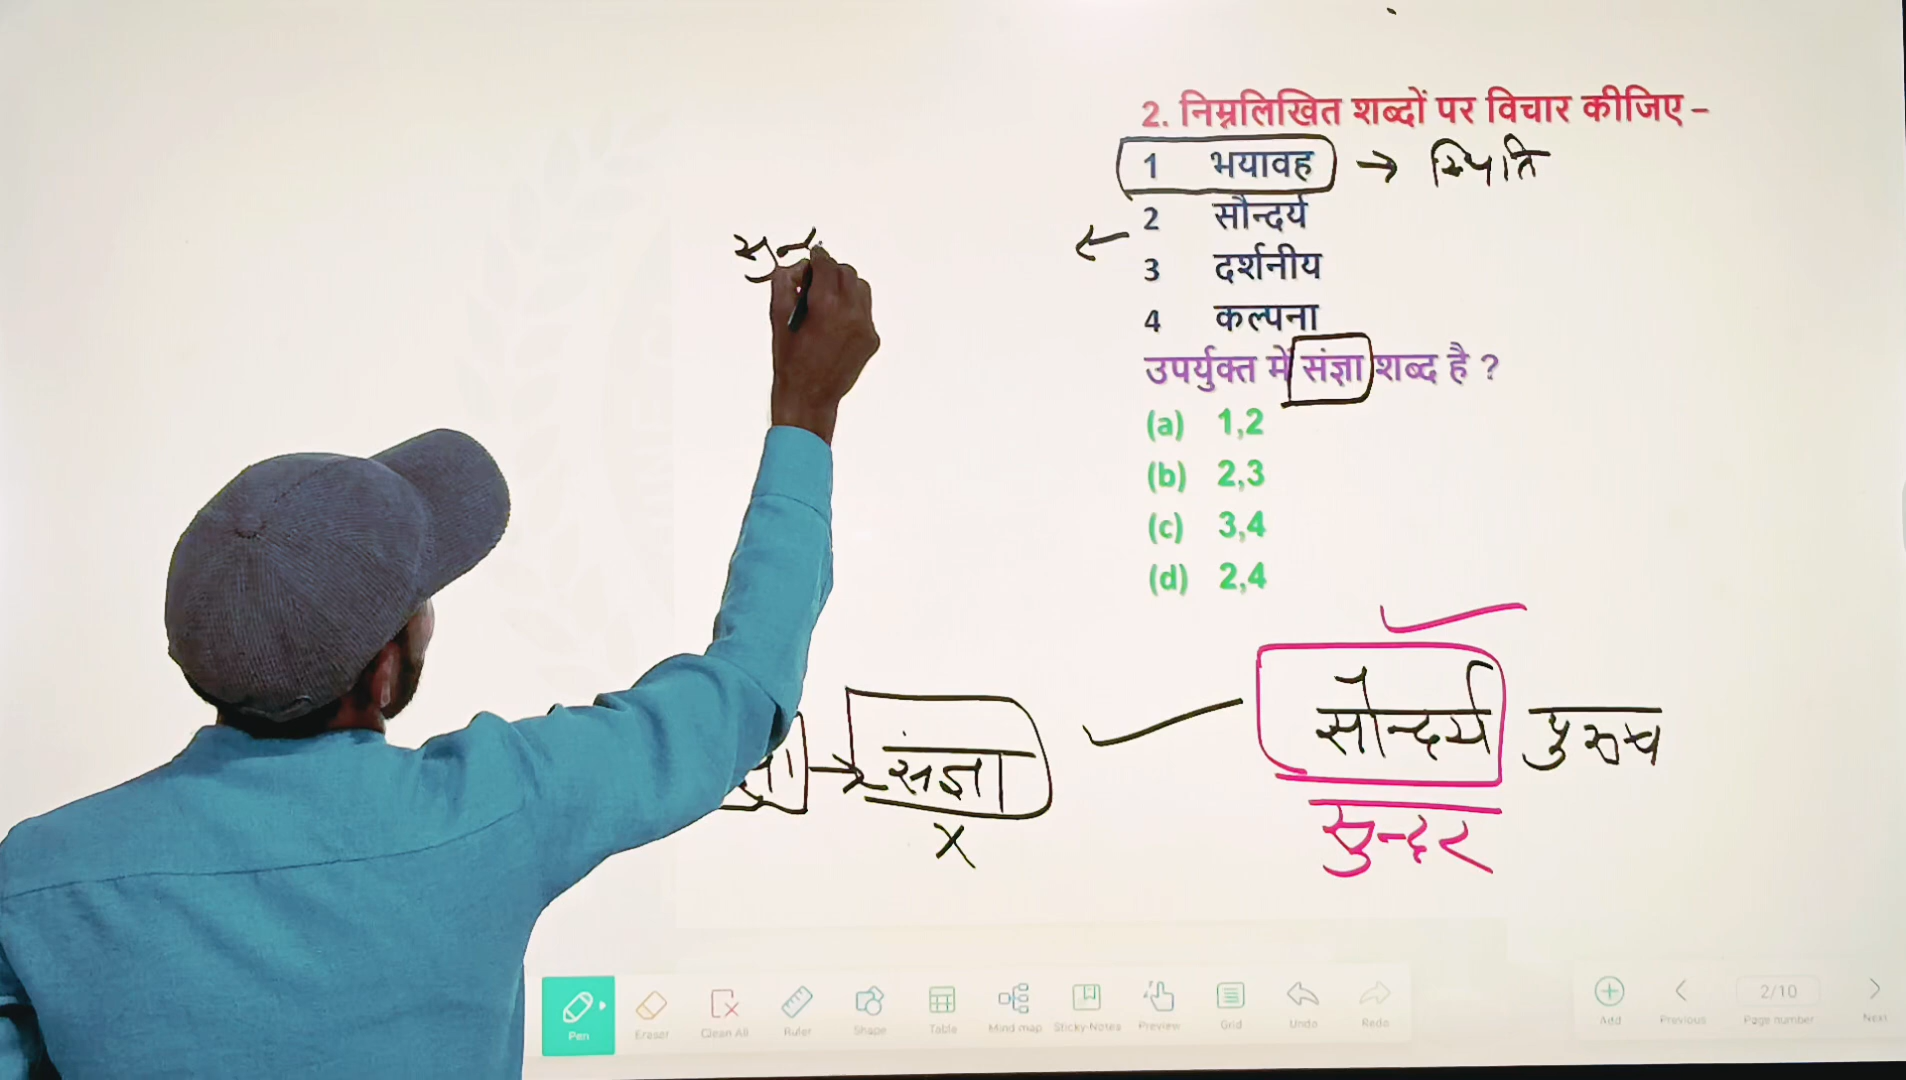 2. निम्नलिखित शब्दों पर विचार कीजिए –
1 भयावह → स्थिति
2 सौन्दर्य
3 दर्शनीय
4 कल्पना
उपर्युक्त में संज्ञा शब्द है ?
(a) 1,2
(b) 2,3
(c) 3,4
(d) 2,4
→ संज्ञा
x
सौन्दर्य पुरुष
सुन्दर
Pen Eraser Clean All Ruler Shape Table Mind map Sticky-Notes Preview Grid Undo Redo Add Previous Page number Next
2/10